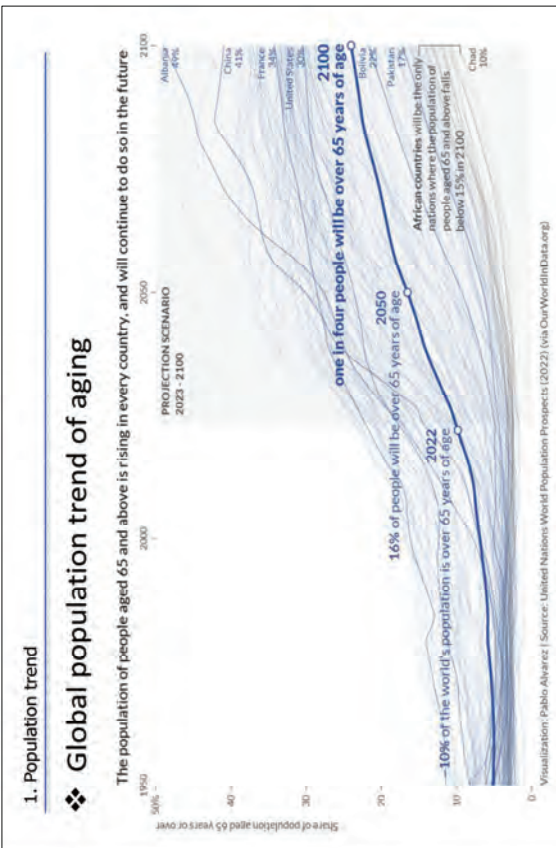 1. Population trend
❖ Global population trend of aging
The population of people aged 65 and above is rising in every country, and will continue to do so in the future
1950
2000
2050
2100
50%
40
30
20
10
0
Share of population aged 65 years or over
PROJECTION SCENARIO
2023 - 2100
Albania
49%
China
41%
France
34%
United States
30%
2100
one in four people will be over 65 years of age
Bolivia
22%
Pakistan
17%
2050
16% of people will be over 65 years of age
2022
~10% of the world's population is over 65 years of age
African countries will be the only
nations where the population of
people aged 65 and above falls
below 15% in 2100
Chad
10%
Visualization: Pablo Alvarez | Source: United Nations World Population Prospects (2022) (via OurWorldInData.org)